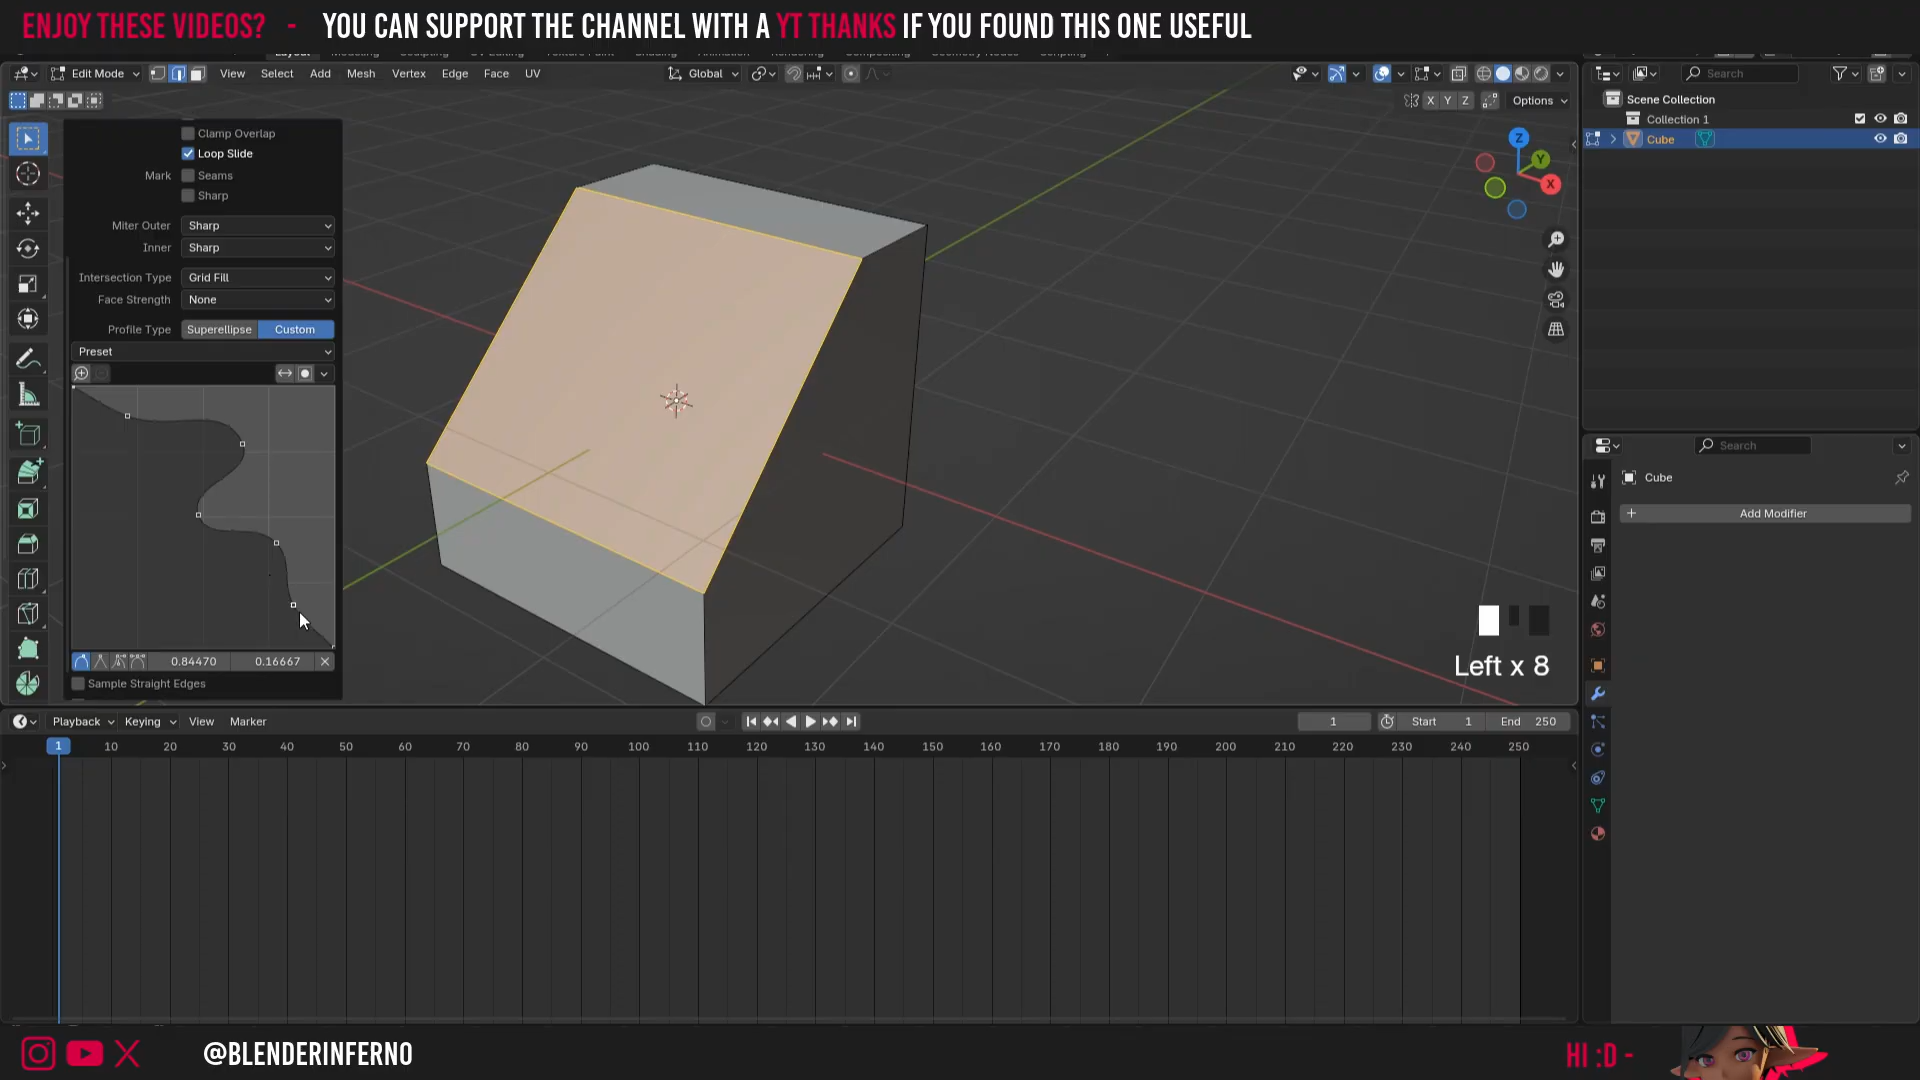 ENJOY THESE VIDEOS? - YOU CAN SUPPORT THE CHANNEL WITH A YT THANKS IF YOU FOUND THIS ONE USEFUL
Edit Mode View Select Add Mesh Vertex Edge Face UV Global
Search
X Y Z Options
Scene Collection
Collection 1
Cube
Clamp Overlap
Loop Slide
Mark Seams
Sharp
Miter Outer Sharp
Inner Sharp
Intersection Type Grid Fill
Face Strength None
Profile Type Superellipse Custom
Preset
0.84470 0.16667
Sample Straight Edges
Z
Y
X
Left x 8
Search
Cube
Add Modifier
Playback Keying View Marker 1 Start 1 End 250
1 10 20 30 40 50 60 70 80 90 100 110 120 130 140 150 160 170 180 190 200 210 220 230 240 250
@BLENDERINFERNO
HI :D -